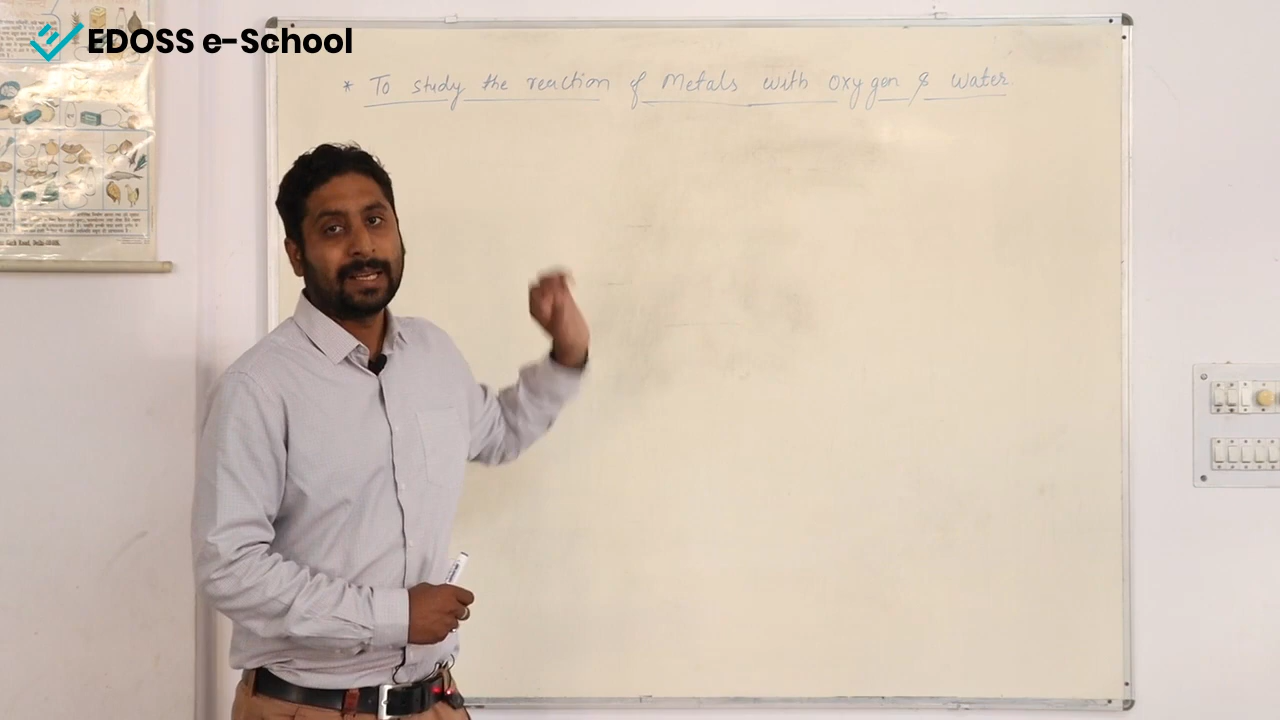 EDOSS e-School
* To study the reaction of Metals with oxygen & water.